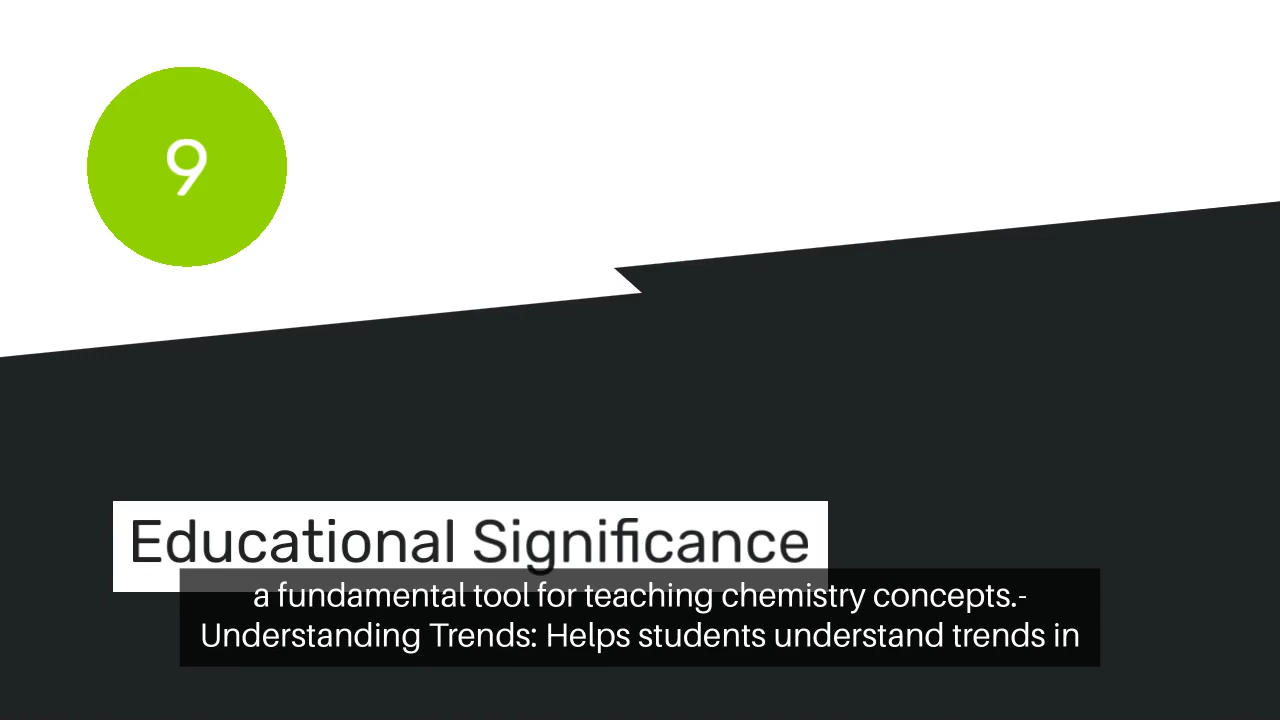 9
Educational Significance
a fundamental tool for teaching chemistry concepts.-
Understanding Trends: Helps students understand trends in